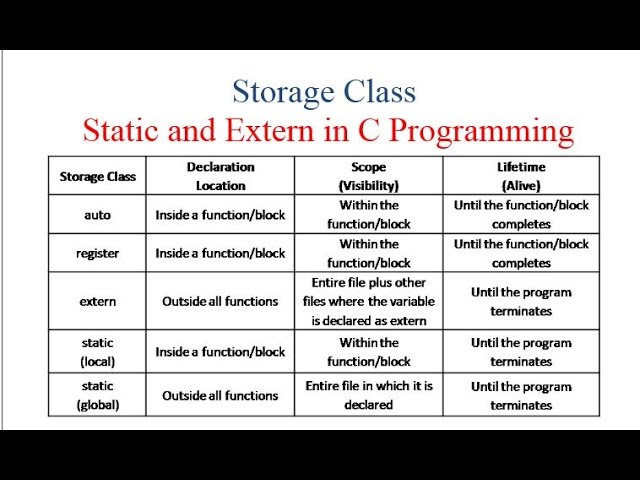 Storage Class
Static and Extern in C Programming
Storage Class
Declaration
Location
Scope
(Visibility)
Lifetime
(Alive)
auto
Inside a function/block
Within the
function/block
Until the function/block
completes
register
Inside a function/block
Within the
function/block
Until the function/block
completes
extern
Outside all functions
Entire file plus other
files where the variable
is declared as extern
Until the program
terminates
static
(local)
Inside a function/block
Within the
function/block
Until the program
terminates
static
(global)
Outside all functions
Entire file in which it is
declared
Until the program
terminates